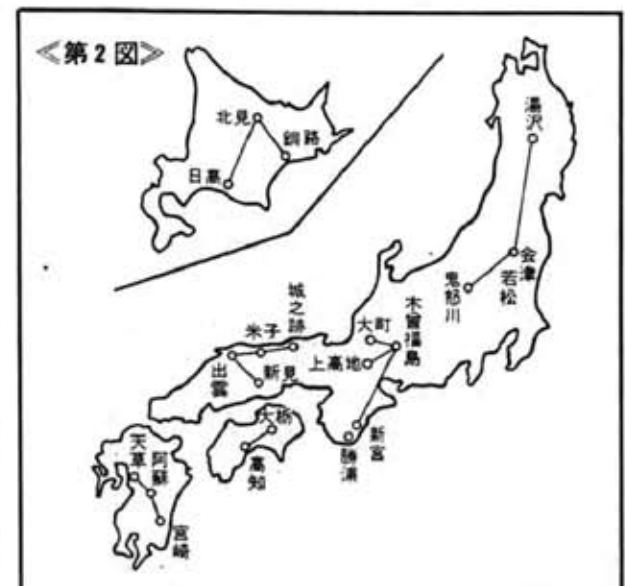 ≪第2図≫
北見
釧路
日高
湯沢
会津
若松
鬼怒川
木曽福島
大町
上高地
城之跡
米子
出雲
新見
新宮
勝浦
大栃
高知
天草
阿蘇
宮崎